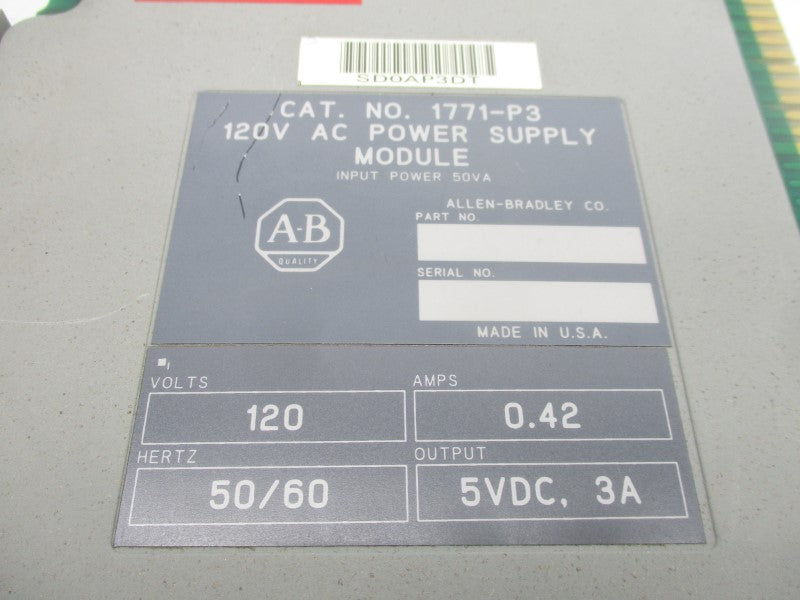 SD0AP3DT
CAT. NO. 1771-P3
120V AC POWER SUPPLY
MODULE
INPUT POWER 50VA
A-B
QUALITY
ALLEN-BRADLEY CO.
PART NO.
SERIAL NO.
MADE IN U.S.A.
VOLTS
120
AMPS
0.42
HERTZ
50/60
OUTPUT
5VDC, 3A